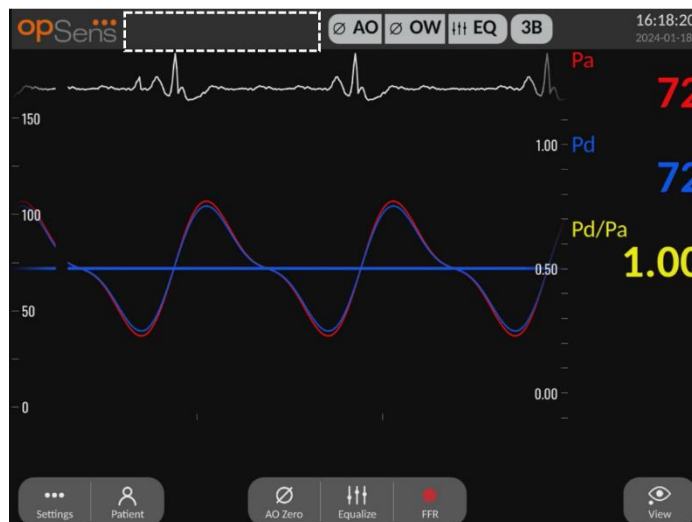 opSens
Ø AO Ø OW EQ 3B
16:18:20
2024-01-18
Pa
72
150
1.00
Pd
72
100
Pd/Pa
1.00
0.50
50
0.00
0
Settings Patient AO Zero Equalize FFR View